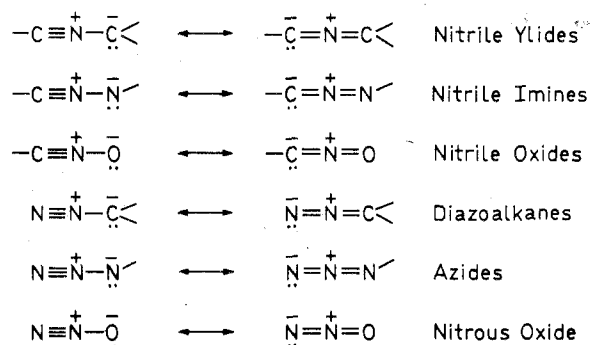 −C≡N⁺−C̤̄< ⟷ −C̤̄=N⁺=C< Nitrile Ylides
−C≡N⁺−N̤̄− ⟷ −C̤̄=N⁺=N− Nitrile Imines
−C≡N⁺−Ō̤ ⟷ −C̤̄=N⁺=O Nitrile Oxides
N≡N⁺−C̤̄< ⟷ N̤̄=N⁺=C< Diazoalkanes
N≡N⁺−N̤̄− ⟷ N̤̄=N⁺=N− Azides
N≡N⁺−Ō̤ ⟷ N̤̄=N⁺=O Nitrous Oxide